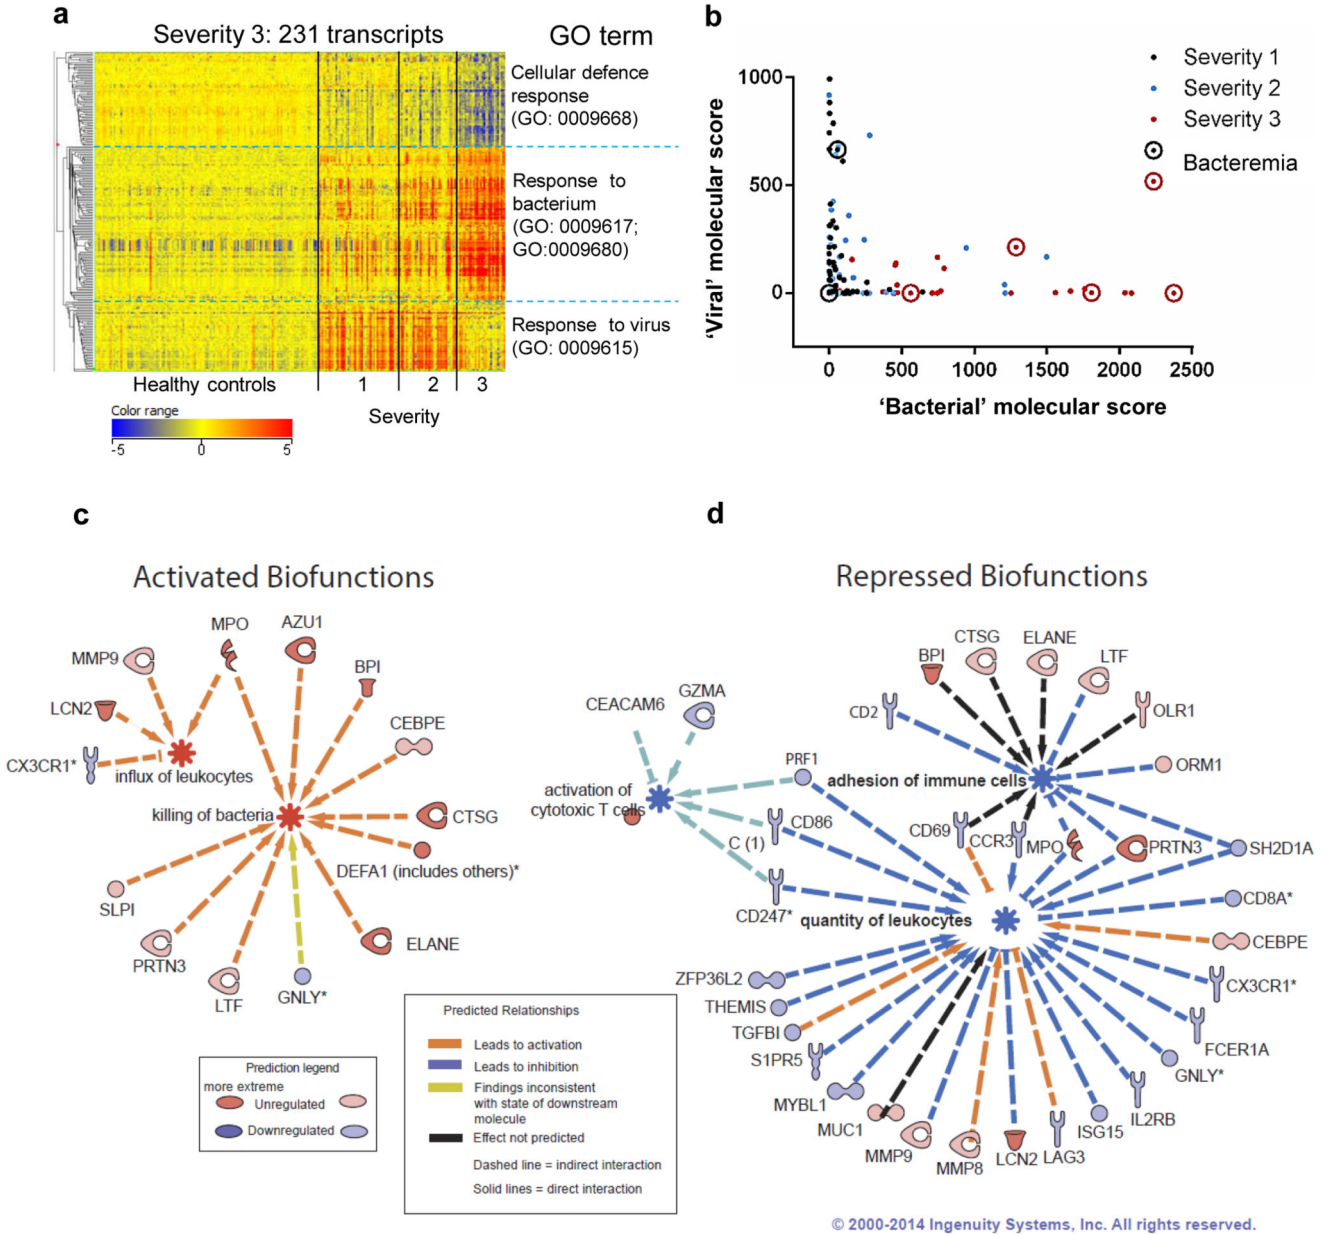 a
Severity 3: 231 transcripts
GO term
Cellular defence
response
(GO: 0009668)
Response to
bacterium
(GO: 0009617;
GO:0009680)
Response to virus
(GO: 0009615)
Healthy controls
1
2
3
Severity
Color range
-5
0
5
b
Severity 1
Severity 2
Severity 3
Bacteremia
1000
500
0
‘Viral’ molecular score
0
500
1000
1500
2000
2500
‘Bacterial’ molecular score
c
Activated Biofunctions
MPO
AZU1
MMP9
BPI
LCN2
CEBPE
CX3CR1*
influx of leukocytes
killing of bacteria
CTSG
DEFA1 (includes others)*
SLPI
PRTN3
ELANE
LTF
GNLY*
Prediction legend
more extreme
Unregulated
Downregulated
Predicted Relationships
Leads to activation
Leads to inhibition
Findings inconsistent
with state of downstream
molecule
Effect not predicted
Dashed line = indirect interaction
Solid lines = direct interaction
d
Repressed Biofunctions
CTSG
ELANE
BPI
LTF
CEACAM6
GZMA
CD2
OLR1
PRF1
ORM1
adhesion of immune cells
activation of
cytotoxic T cells
CD86
CD69
CCR3
MPO
PRTN3
SH2D1A
C (1)
CD247*
quantity of leukocytes
CD8A*
CEBPE
ZFP36L2
CX3CR1*
THEMIS
TGFBI
FCER1A
S1PR5
GNLY*
MYBL1
IL2RB
MUC1
ISG15
MMP9
MMP8
LCN2
LAG3
© 2000-2014 Ingenuity Systems, Inc. All rights reserved.